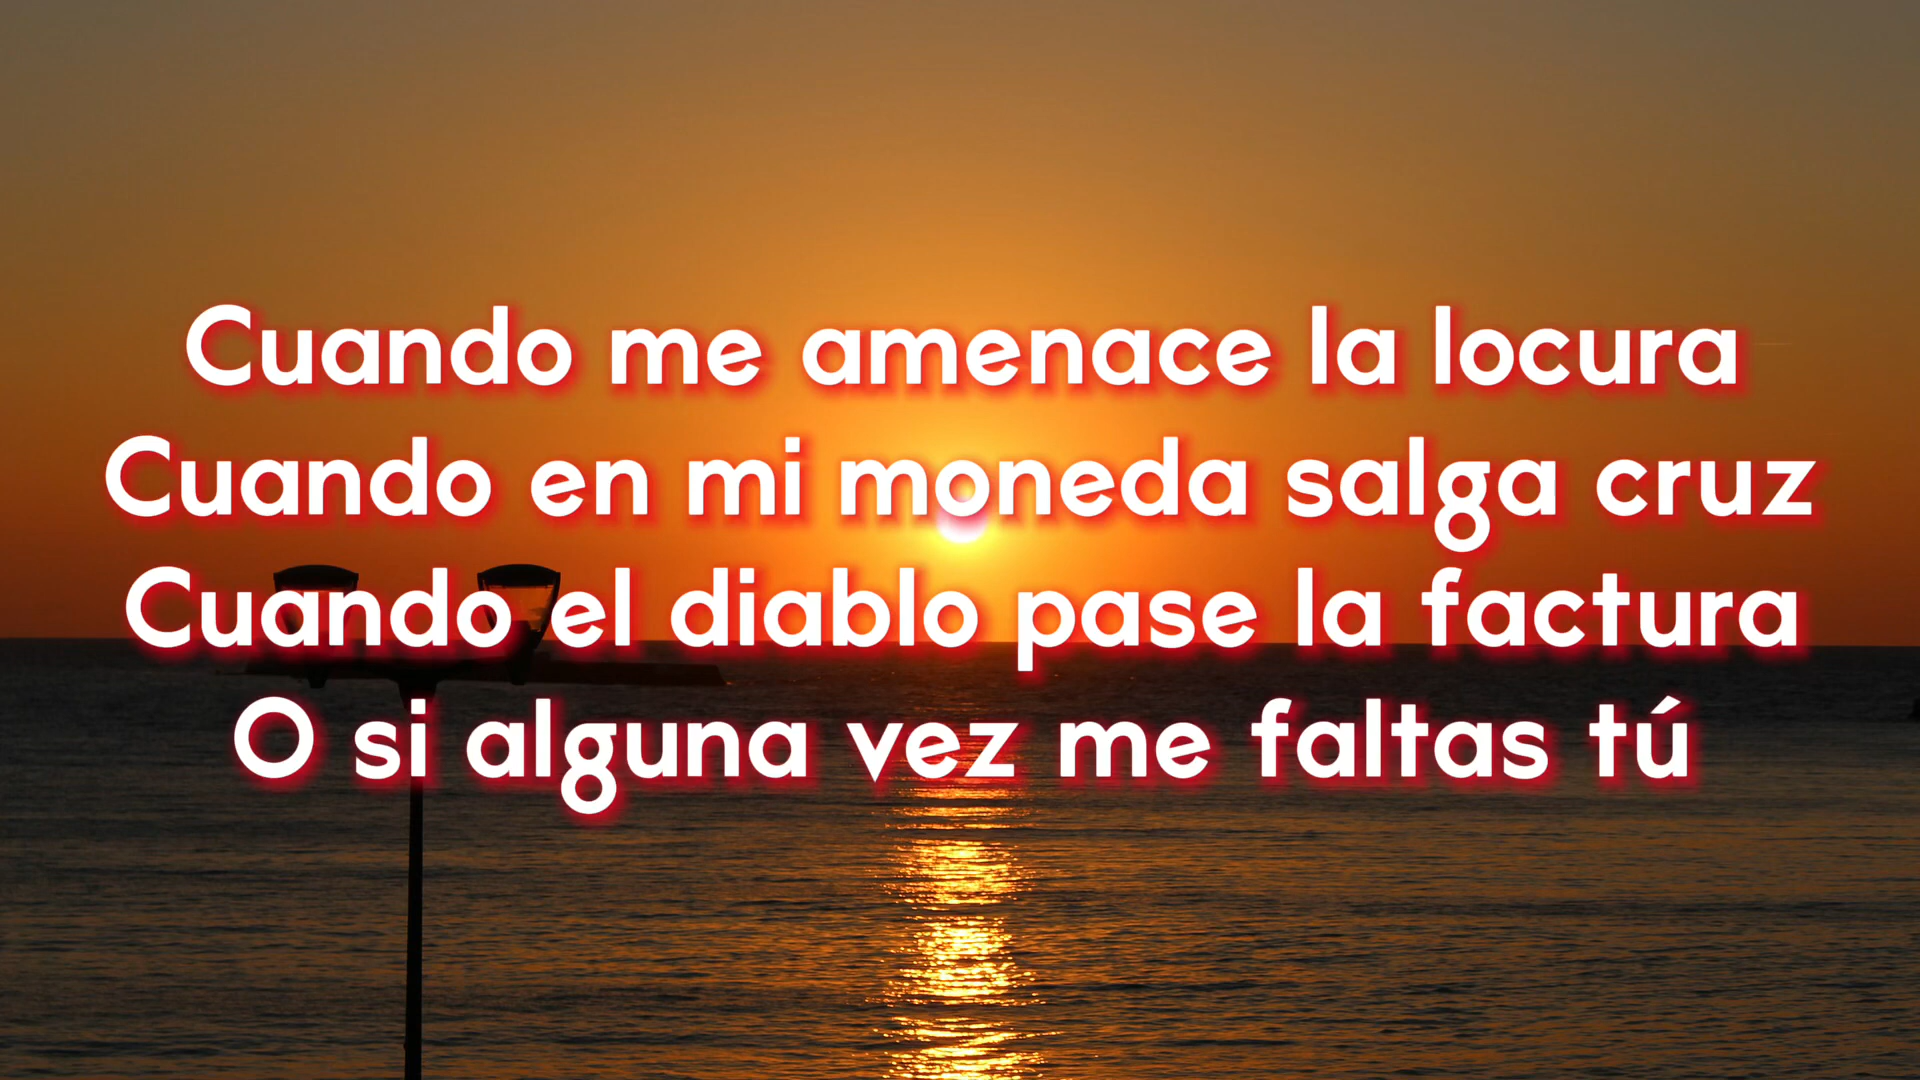 Cuando me amenace la locura
Cuando en mi moneda salga cruz
Cuando el diablo pase la factura
O si alguna vez me faltas tú